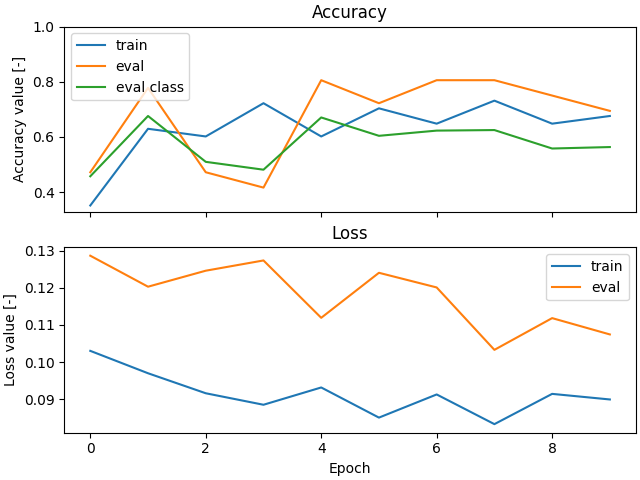 Accuracy
1.0
0.8
0.6
0.4
Accuracy value [-]
train
eval
eval class
Loss
0.13
0.12
0.11
0.10
0.09
Loss value [-]
train
eval
0 2 4 6 8
Epoch